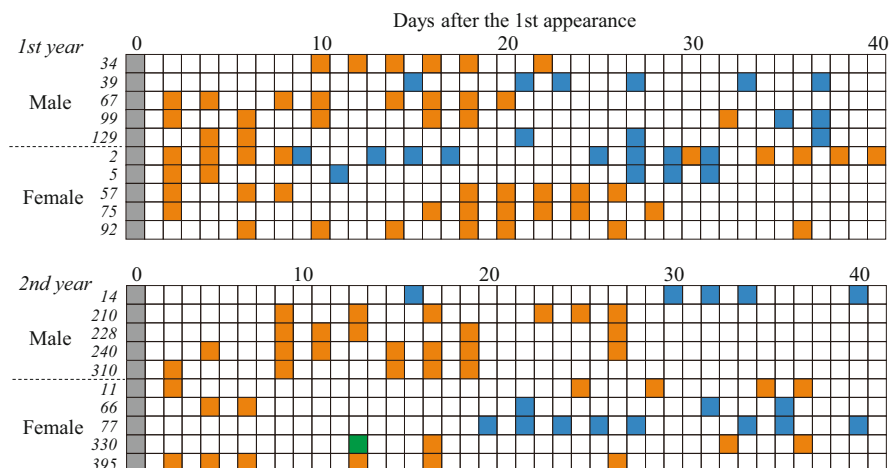 Days after the 1st appearance
1st year 0 10 20 30 40
34
39
Male 67
99
129
2
5
Female 57
75
92
2nd year 0 10 20 30 40
14
210
Male 228
240
310
11
66
Female 77
330
395